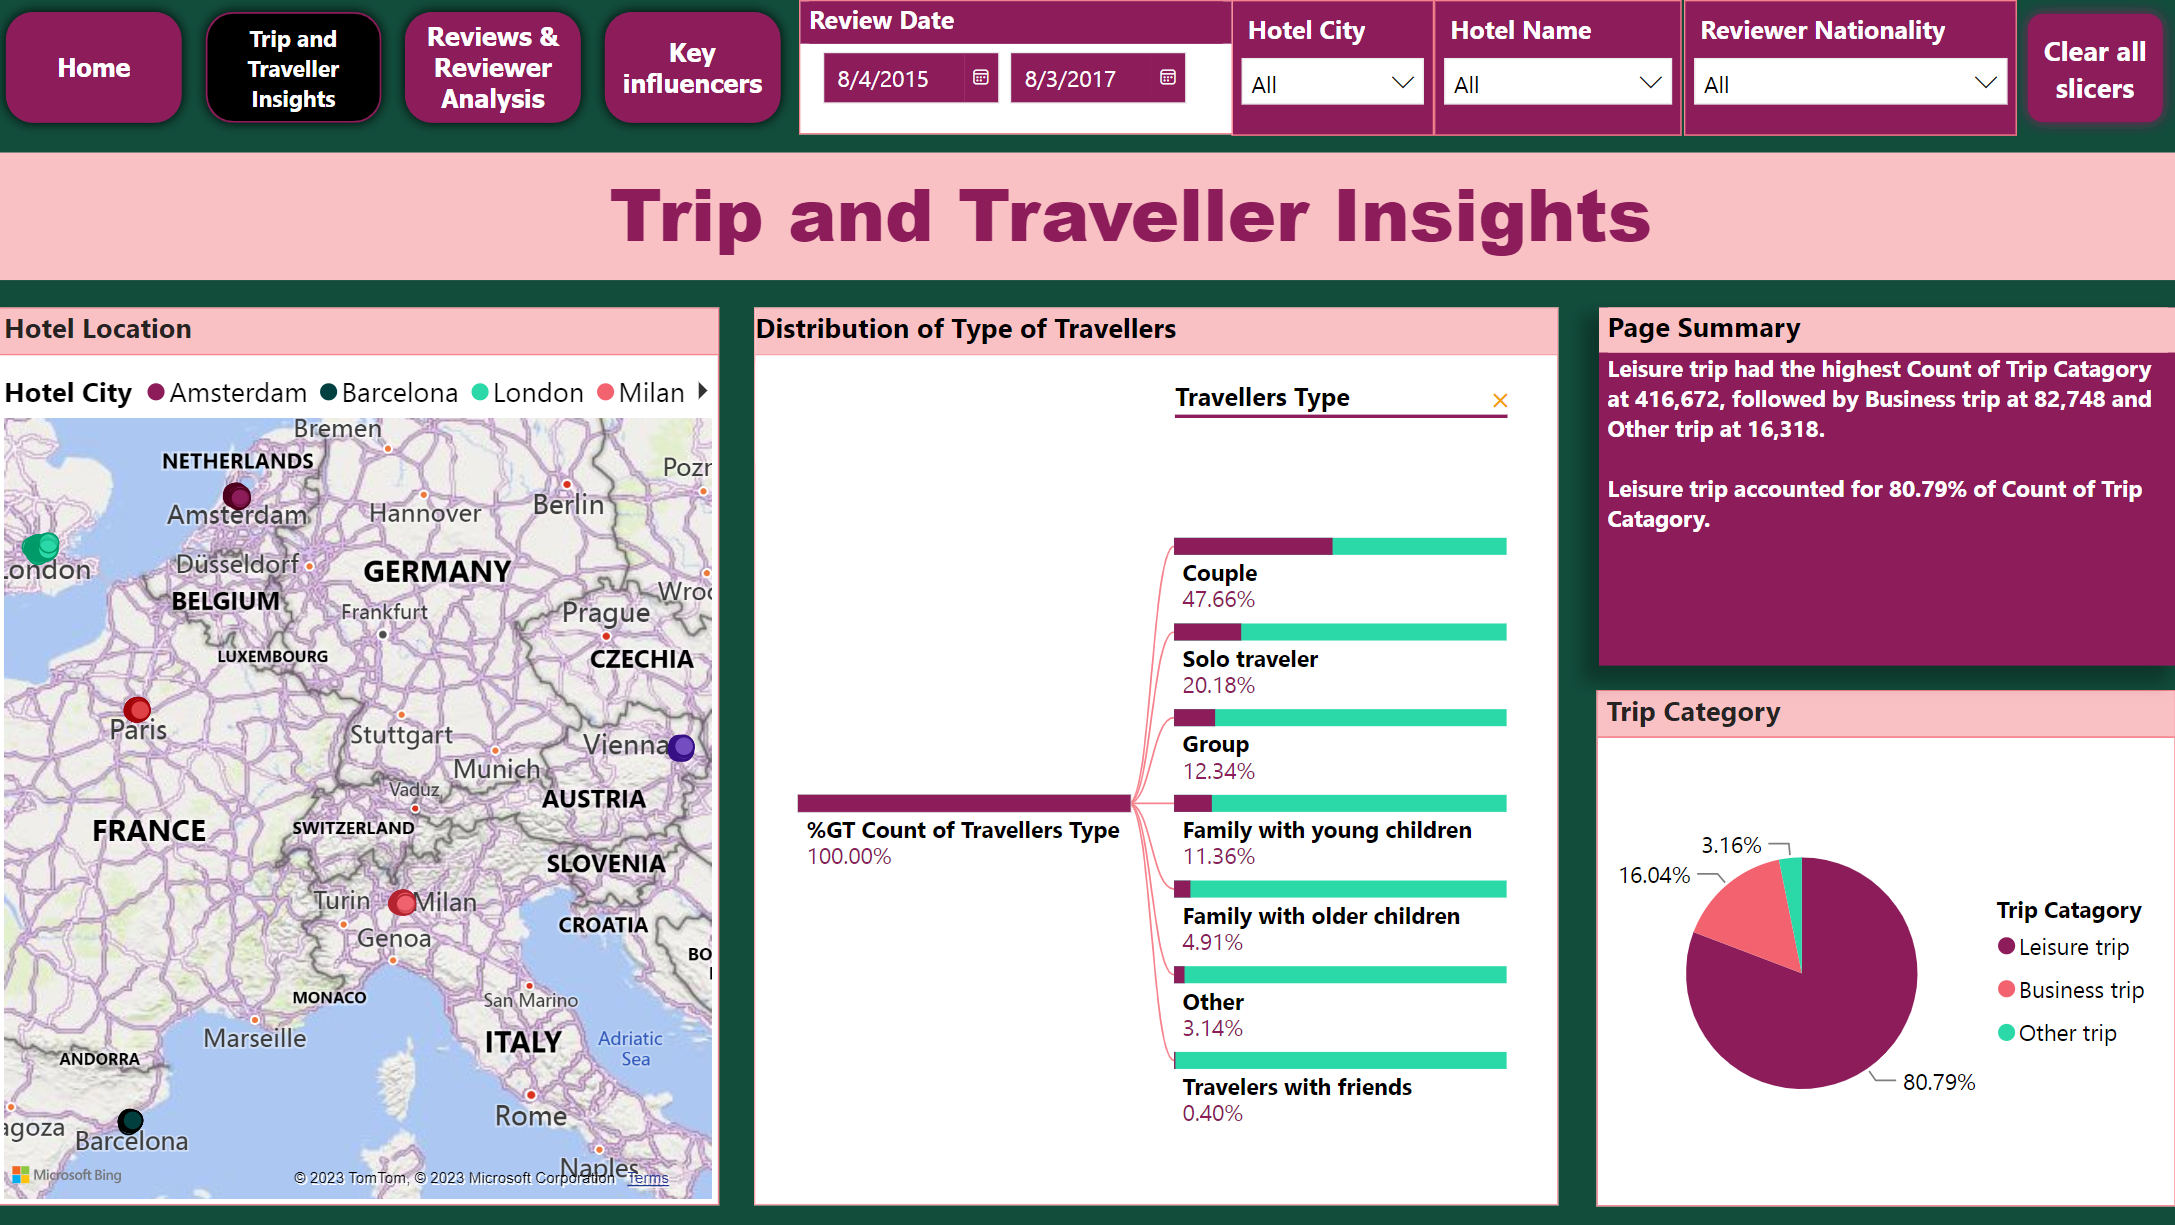 Home
Trip and
Traveller
Insights
Reviews &
Reviewer
Analysis
Key
influencers
Review Date
8/4/2015
8/3/2017
Hotel City
All
Hotel Name
All
Reviewer Nationality
All
Clear all
slicers
Trip and Traveller Insights
Hotel Location
Hotel City Amsterdam Barcelona London Milan
Bremen
NETHERLANDS
Pozr
Amsterdam
Hannover
Berlin
London
Düsseldorf
GERMANY
BELGIUM
Frankfurt
Prague
Wroc
LUXEMBOURG
CZECHIA
Paris
Stuttgart
Vienna
Munich
Vaduz
AUSTRIA
FRANCE
SWITZERLAND
SLOVENIA
Turin
Milan
CROATIA
Genoa
BO
MONACO
San Marino
Marseille
ITALY
Adriatic
Sea
ANDORRA
Rome
agoza
Barcelona
Naples
Microsoft Bing
© 2023 TomTom, © 2023 Microsoft Corporation Terms
Distribution of Type of Travellers
Travellers Type
%GT Count of Travellers Type
100.00%
Couple
47.66%
Solo traveler
20.18%
Group
12.34%
Family with young children
11.36%
Family with older children
4.91%
Other
3.14%
Travelers with friends
0.40%
Page Summary
Leisure trip had the highest Count of Trip Catagory
at 416,672, followed by Business trip at 82,748 and
Other trip at 16,318.
Leisure trip accounted for 80.79% of Count of Trip
Catagory.
Trip Category
3.16%
16.04%
80.79%
Trip Catagory
Leisure trip
Business trip
Other trip